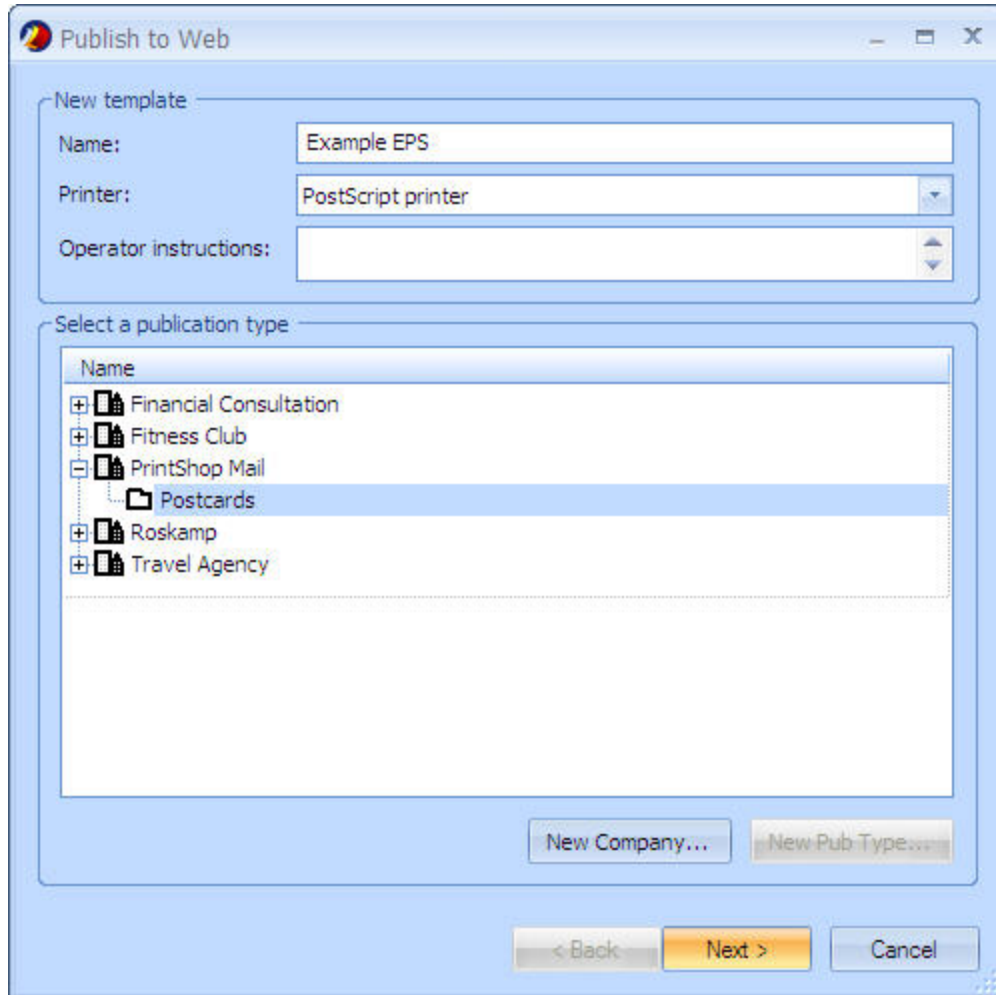 Publish to Web
New template
Name:
Example EPS
Printer:
PostScript printer
Operator instructions:
Select a publication type
Name
Financial Consultation
Fitness Club
PrintShop Mail
Postcards
Roskamp
Travel Agency
New Company...
New Pub Type...
< Back
Next >
Cancel